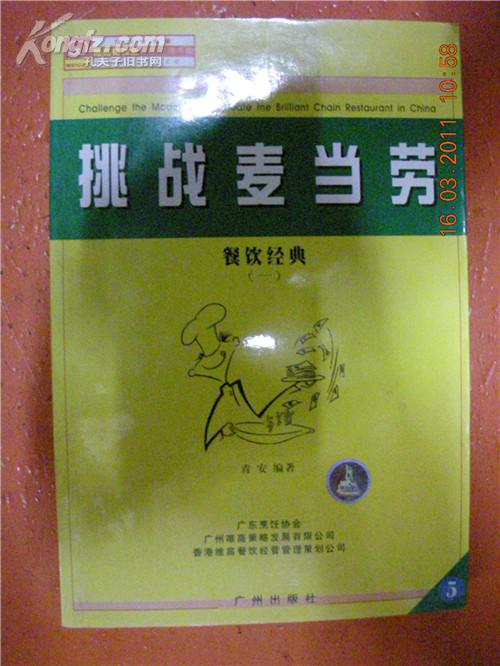 Kongfz.com
孔夫子旧书网
Challenge the Mode
ate the Brilliant Chain Restaurant in China
挑战麦当劳
餐饮经典
（一）
青安 编著
广东烹饪协会
广州唯高策略发展有限公司
香港维高餐饮经营管理策划公司
广州出版社
5
16.03.2011 10:58